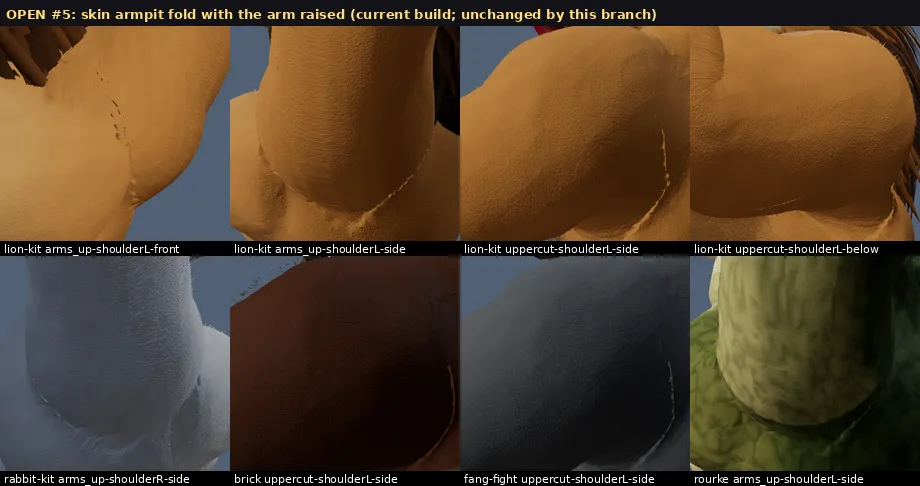 OPEN #5: skin armpit fold with the arm raised (current build; unchanged by this branch)
lion-kit arms_up-shoulderL-front
lion-kit arms_up-shoulderL-side
lion-kit uppercut-shoulderL-side
lion-kit uppercut-shoulderL-below
rabbit-kit arms_up-shoulderR-side
brick uppercut-shoulderL-side
fang-fight uppercut-shoulderL-side
rourke arms_up-shoulderL-side